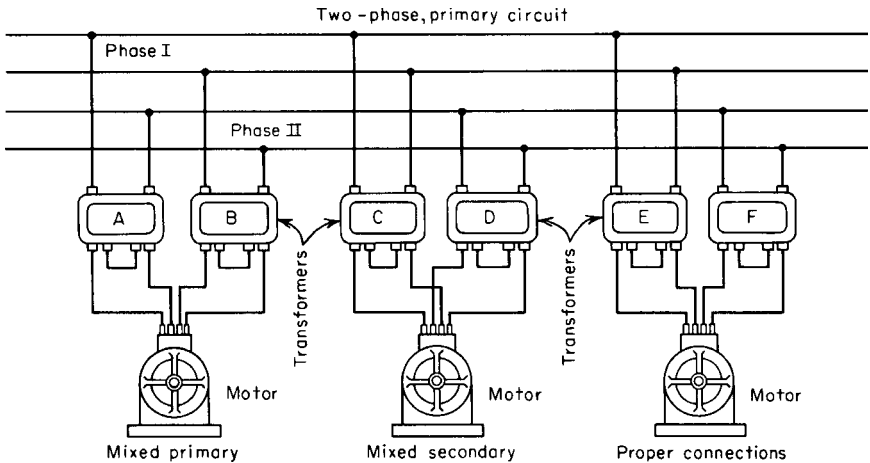 Two-phase, primary circuit
Phase I
Phase II
A
B
C
D
E
F
Transformers
Transformers
Motor
Motor
Motor
Mixed primary
Mixed secondary
Proper connections